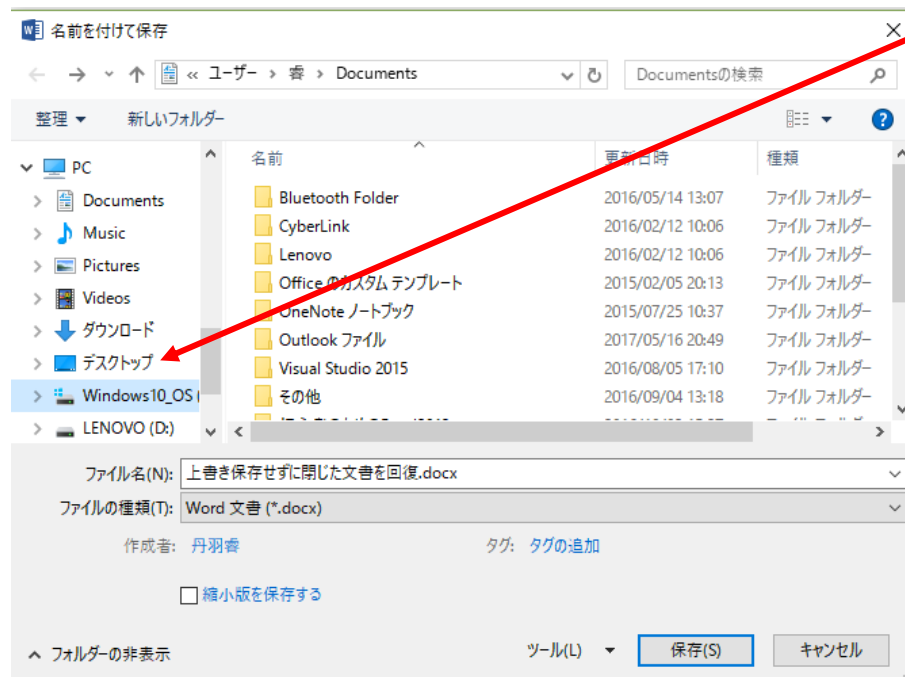 名前を付けて保存
« ユーザー › 睿 › Documents
Documentsの検索
整理 新しいフォルダー
PC
Documents
Music
Pictures
Videos
ダウンロード
デスクトップ
Windows10_OS (
LENOVO (D:)
名前 更新日時 種類
Bluetooth Folder 2016/05/14 13:07 ファイル フォルダー
CyberLink 2016/02/12 10:06 ファイル フォルダー
Lenovo 2016/02/12 10:06 ファイル フォルダー
Office のカスタム テンプレート 2015/02/05 20:13 ファイル フォルダー
OneNote ノートブック 2015/07/25 10:37 ファイル フォルダー
Outlook ファイル 2017/05/16 20:49 ファイル フォルダー
Visual Studio 2015 2016/08/05 17:10 ファイル フォルダー
その他 2016/09/04 13:18 ファイル フォルダー
ファイル名(N): 上書き保存せずに閉じた文書を回復.docx
ファイルの種類(T): Word 文書 (*.docx)
作成者: 丹羽睿 タグ: タグの追加
縮小版を保存する
フォルダーの非表示 ツール(L) 保存(S) キャンセル